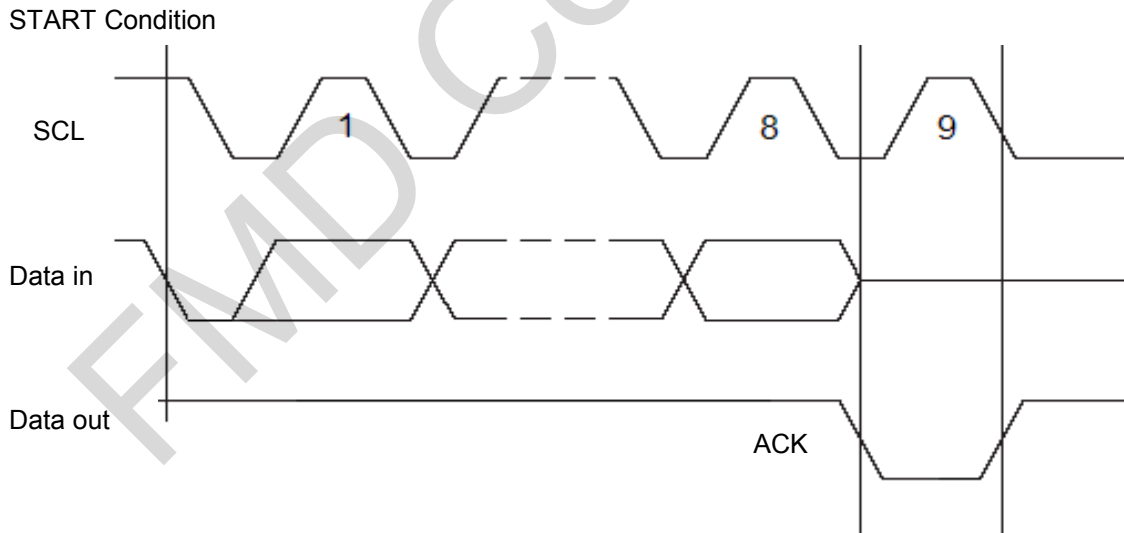 START Condition
SCL
1
8
9
Data in
Data out
ACK
FMD Co